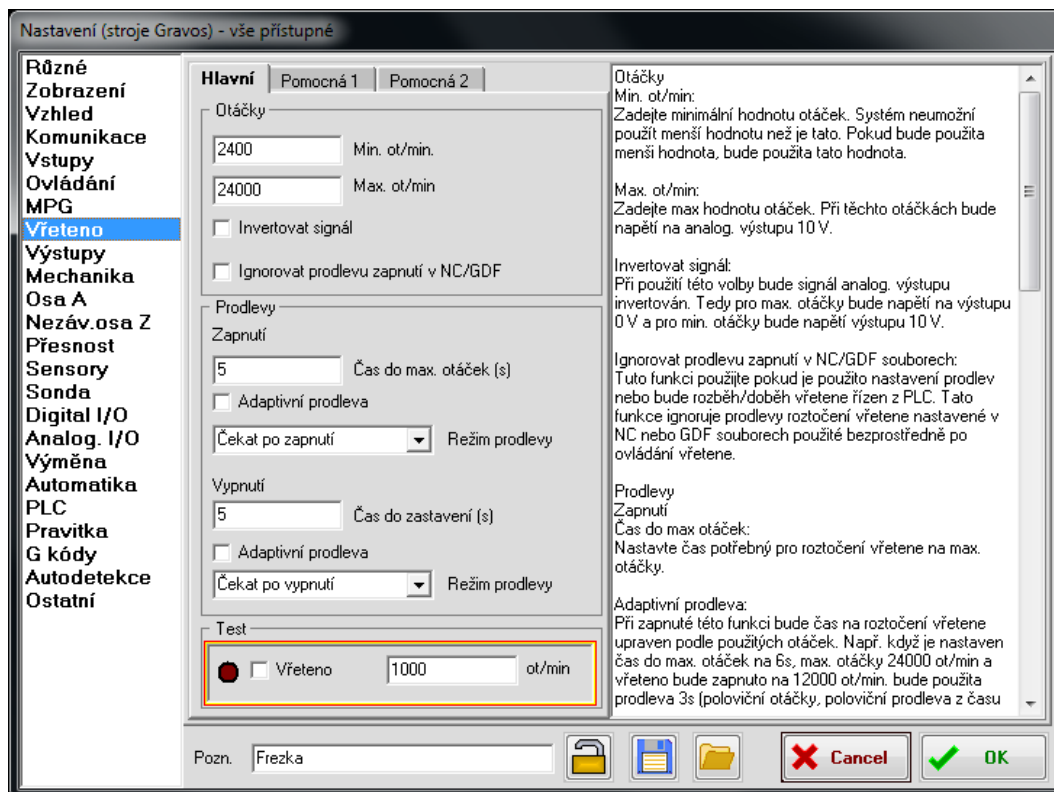 Nastavení (stroje Gravos) - vše přístupné
Různé
Zobrazení
Vzhled
Komunikace
Vstupy
Ovládání
MPG
Vřeteno
Výstupy
Mechanika
Osa A
Nezáv.osa Z
Přesnost
Sensory
Sonda
Digital I/O
Analog. I/O
Výměna
Automatika
PLC
Pravitka
G kódy
Autodetekce
Ostatní
Hlavní Pomocná 1 Pomocná 2
Otáčky
2400 Min. ot/min.
24000 Max. ot/min
Invertovat signál
Ignorovat prodlevu zapnutí v NC/GDF
Prodlevy
Zapnutí
5 Čas do max. otáček (s)
Adaptivní prodleva
Čekat po zapnutí Režim prodlevy
Vypnutí
5 Čas do zastavení (s)
Adaptivní prodleva
Čekat po vypnutí Režim prodlevy
Test
Vřeteno 1000 ot/min
Otáčky
Min. ot/min:
Zadejte minimální hodnotu otáček. Systém neumožní
použít menší hodnotu než je tato. Pokud bude použita
menši hodnota, bude použita tato hodnota.
Max. ot/min:
Zadejte max hodnotu otáček. Při těchto otáčkách bude
napětí na analog. výstupu 10 V.
Invertovat signál:
Při použití této volby bude signál analog. výstupu
invertován. Tedy pro max. otáčky bude napětí na výstupu
0 V a pro min. otáčky bude napětí výstupu 10 V.
Ignorovat prodlevu zapnutí v NC/GDF souborech:
Tuto funkci použijte pokud je použito nastavení prodlev
nebo bude rozběh/doběh vřetene řízen z PLC. Tato
funkce ignoruje prodlevy roztočení vřetene nastavené v
NC nebo GDF souborech použité bezprostředně po
ovládání vřetene.
Prodlevy
Zapnutí
Čas do max otáček:
Nastavte čas potřebný pro roztočení vřetene na max.
otáčky.
Adaptivní prodleva:
Při zapnuté této funkci bude čas na roztočení vřetene
upraven podle použitých otáček. Např. když je nastaven
čas do max. otáček na 6s, max. otáčky 24000 ot/min a
vřeteno bude zapnuto na 12000 ot/min. bude použita
prodleva 3s (poloviční otáčky, poloviční prodleva z času
Pozn. Frezka Cancel OK